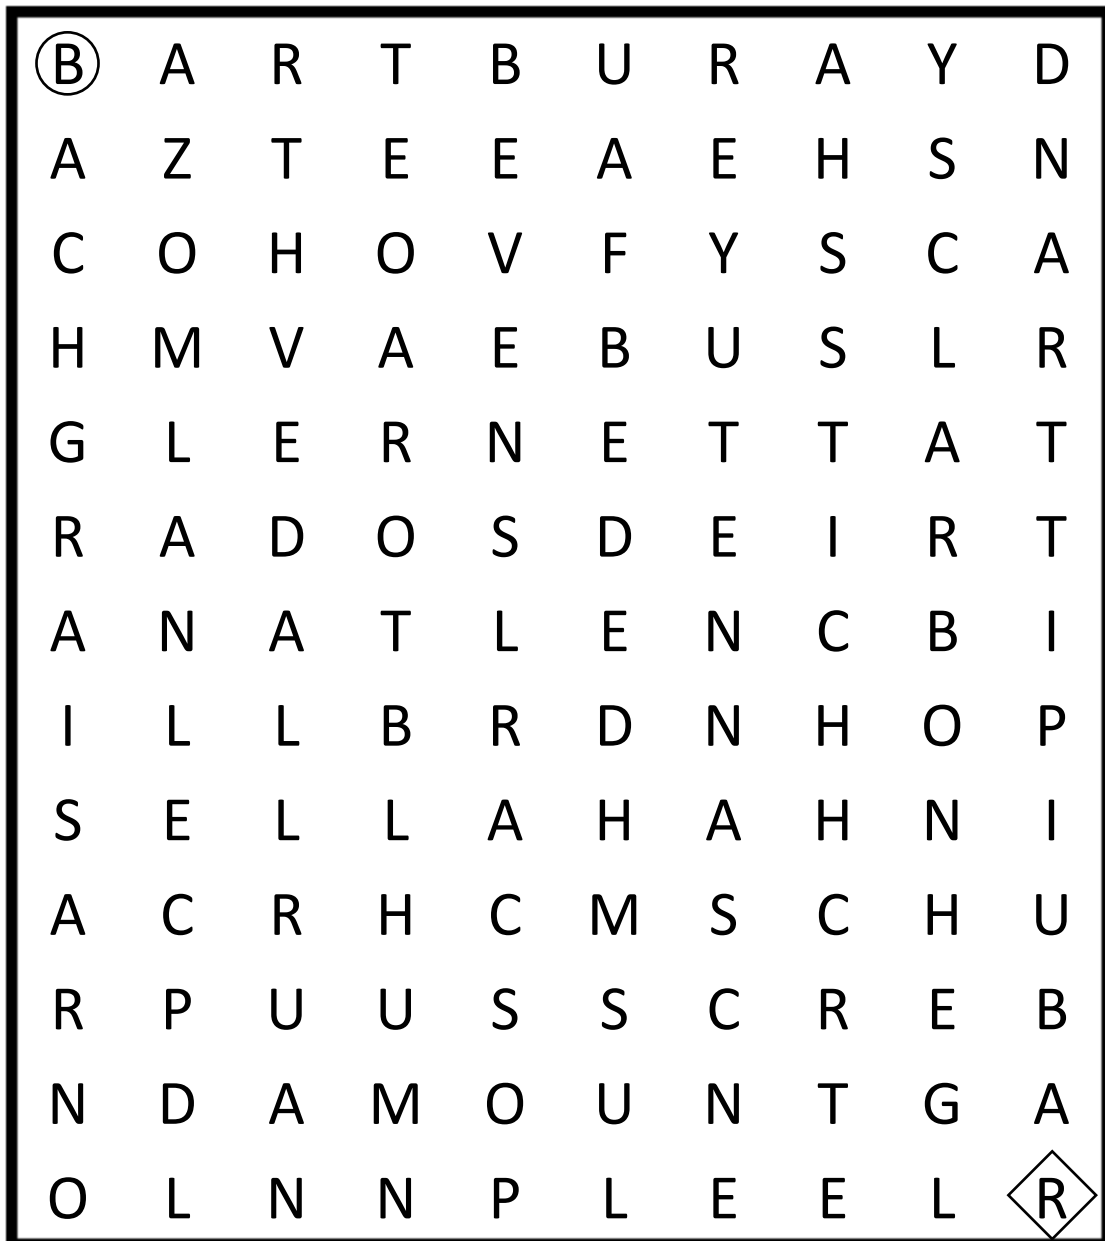 B A R T B U R A Y D
A Z T E E A E H S N
C O H O V F Y S C A
H M V A E B U S L R
G L E R N E T T A T
R A D O S D E I R T
A N A T L E N C B I
I L L B R D N H O P
S E L L A H A H N I
A C R H C M S C H U
R P U U S S C R E B
N D A M O U N T G A
O L N N P L E E L R